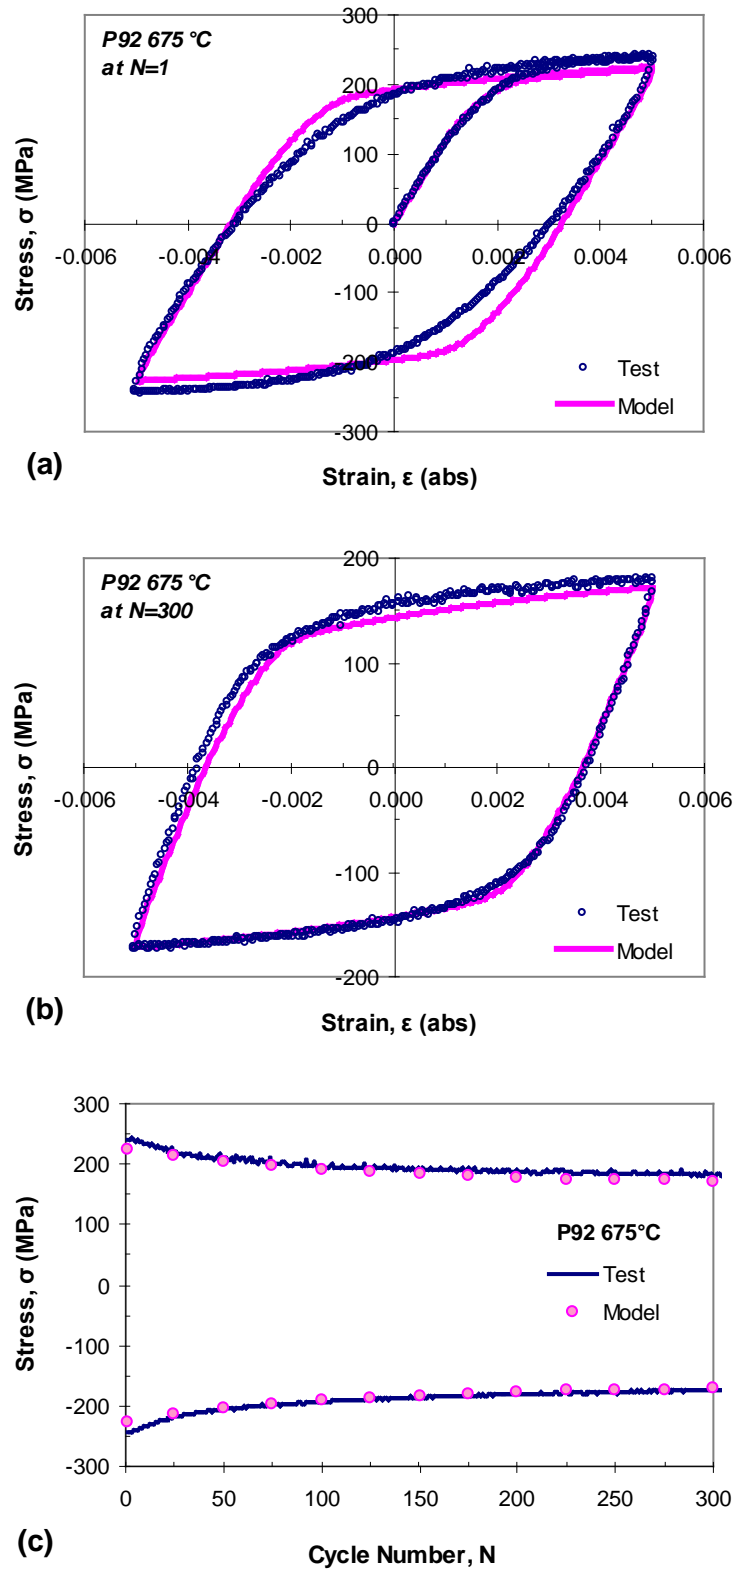 P92 675 °C
at N=1
Stress, σ (MPa)
300
200
100
0
-100
-200
-300
-0.006 -0.004 -0.002 0.000 0.002 0.004 0.006
Test
Model
(a)
Strain, ε (abs)
P92 675 °C
at N=300
Stress, σ (MPa)
200
100
0
-100
-200
-0.006 -0.004 -0.002 0.000 0.002 0.004 0.006
Test
Model
(b)
Strain, ε (abs)
Stress, σ (MPa)
300
200
100
0
-100
-200
-300
P92 675°C
Test
Model
0 50 100 150 200 250 300
(c)
Cycle Number, N